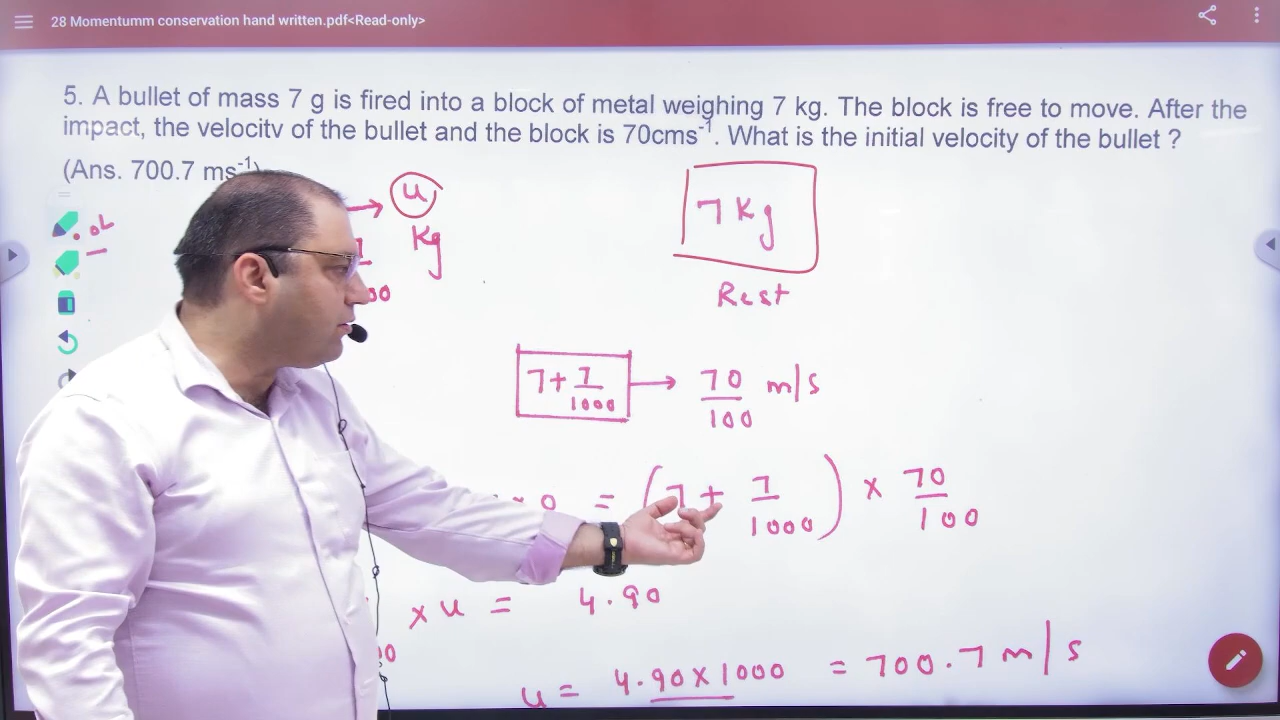 28 Momentumm conservation hand written.pdf<Read-only>
5. A bullet of mass 7 g is fired into a block of metal weighing 7 kg. The block is free to move. After the
impact, the velocity of the bullet and the block is 70cms⁻¹. What is the initial velocity of the bullet ?
(Ans. 700.7 ms⁻¹)
→ u
7 Kg
Kg
Rest
7 + 7/1000 → 70/100 m/s
0 = (7 + 7/1000) × 70/100
× u = 4.90
u = 4.90 × 1000 = 700.7 m/s